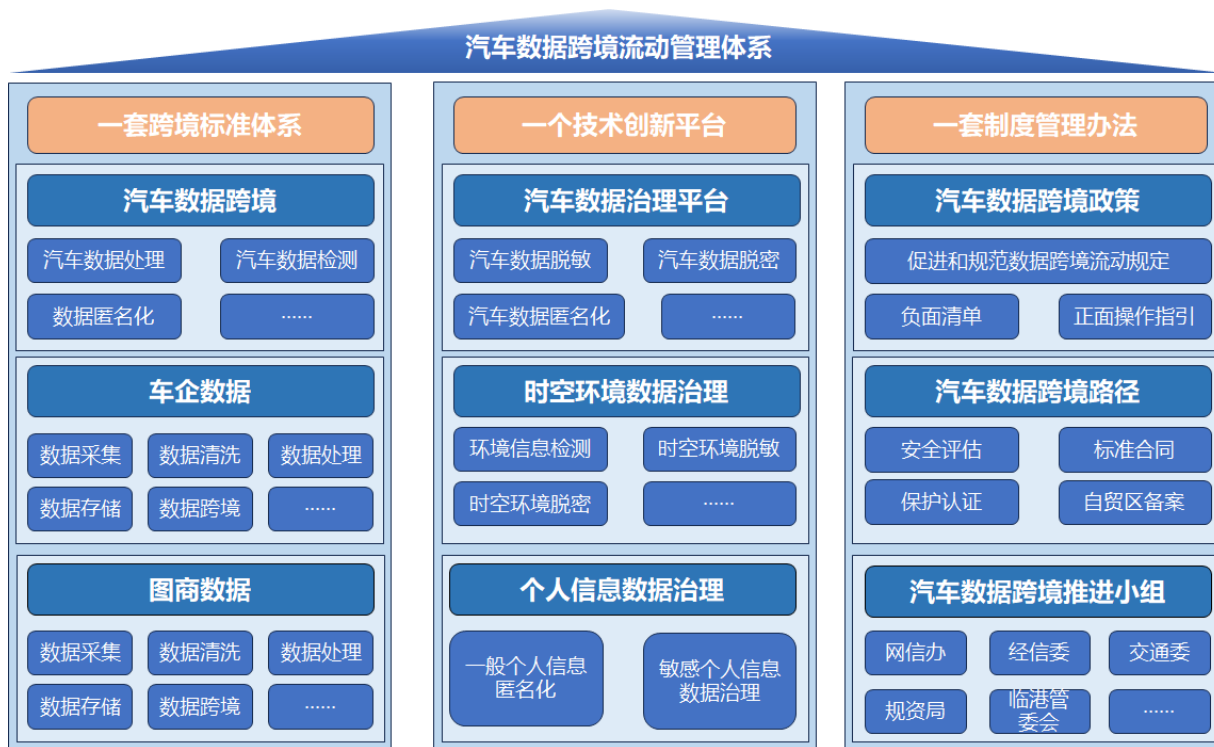 汽车数据跨境流动管理体系
一套跨境标准体系
汽车数据跨境
汽车数据处理
汽车数据检测
数据匿名化
……
车企数据
数据采集
数据清洗
数据处理
数据存储
数据跨境
……
图商数据
数据采集
数据清洗
数据处理
数据存储
数据跨境
……
一个技术创新平台
汽车数据治理平台
汽车数据脱敏
汽车数据脱密
汽车数据匿名化
……
时空环境数据治理
环境信息检测
时空环境脱敏
时空环境脱密
……
个人信息数据治理
一般个人信息
匿名化
敏感个人信息
数据治理
一套制度管理办法
汽车数据跨境政策
促进和规范数据跨境流动规定
负面清单
正面操作指引
汽车数据跨境路径
安全评估
标准合同
保护认证
自贸区备案
汽车数据跨境推进小组
网信办
经信委
交通委
规资局
临港管
委会
……